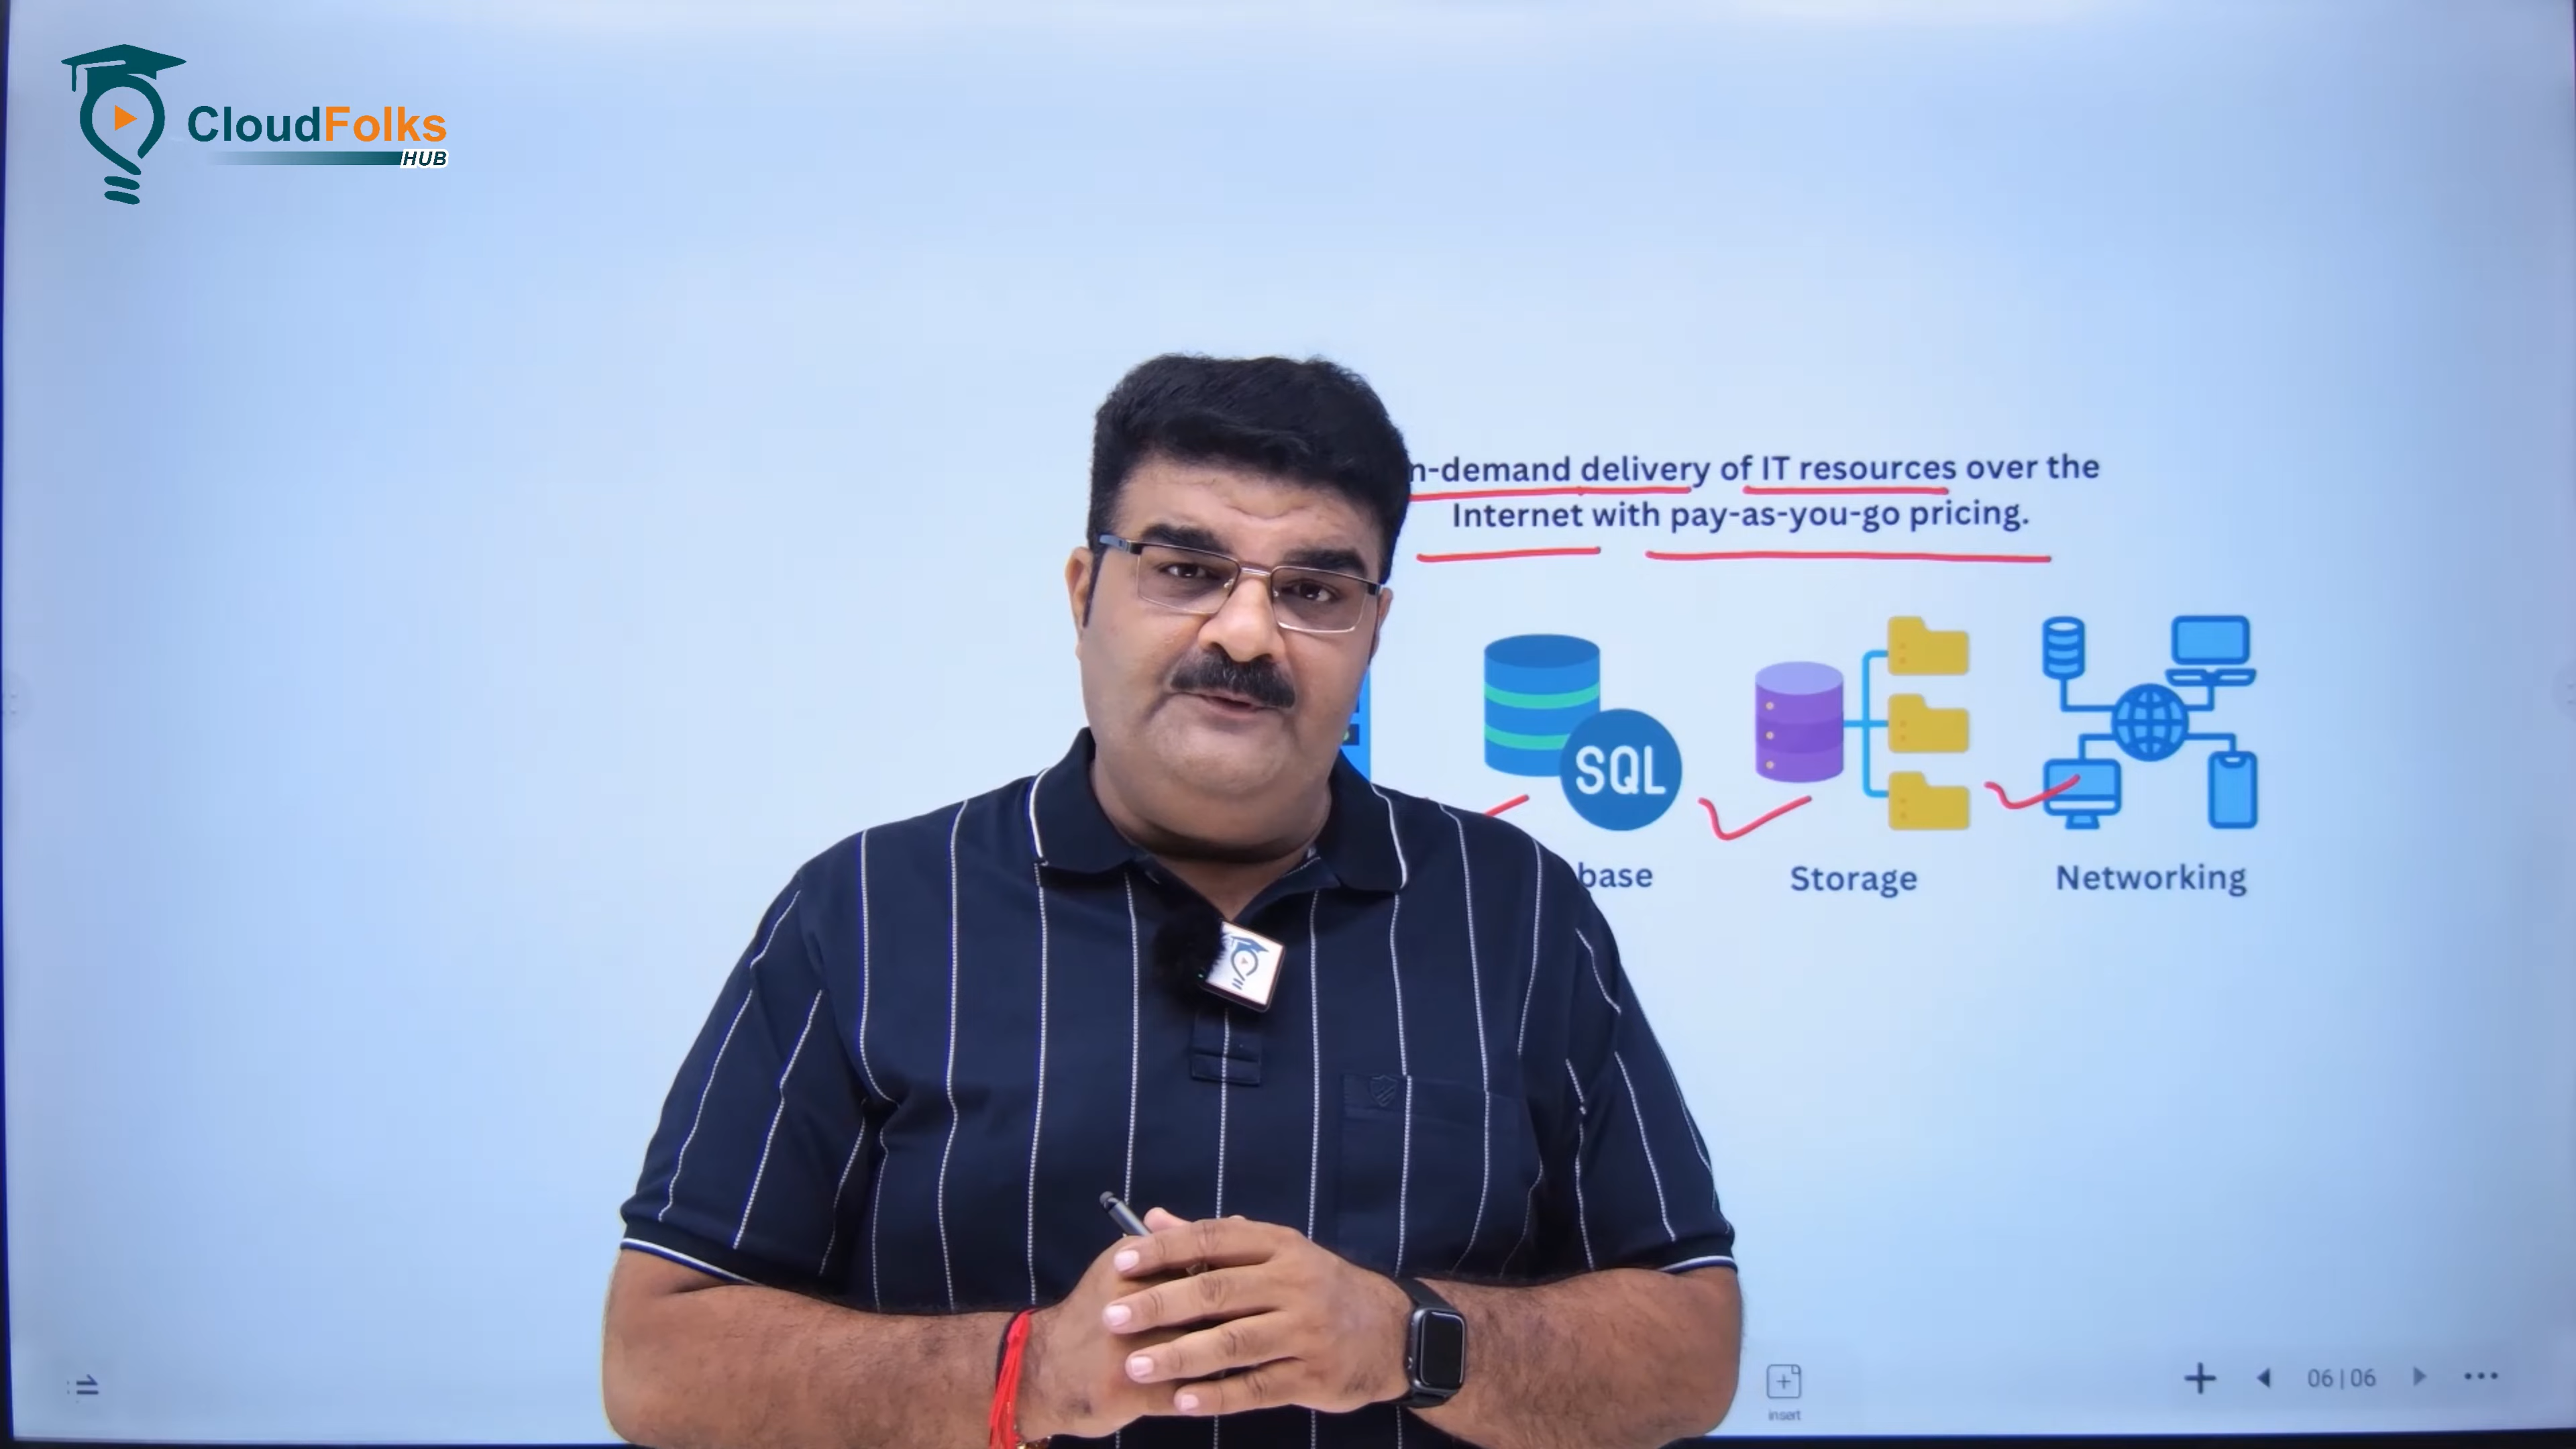 CloudFolks
HUB
n-demand delivery of IT resources over the
Internet with pay-as-you-go pricing.
SQL
base
Storage
Networking
insert
06|06